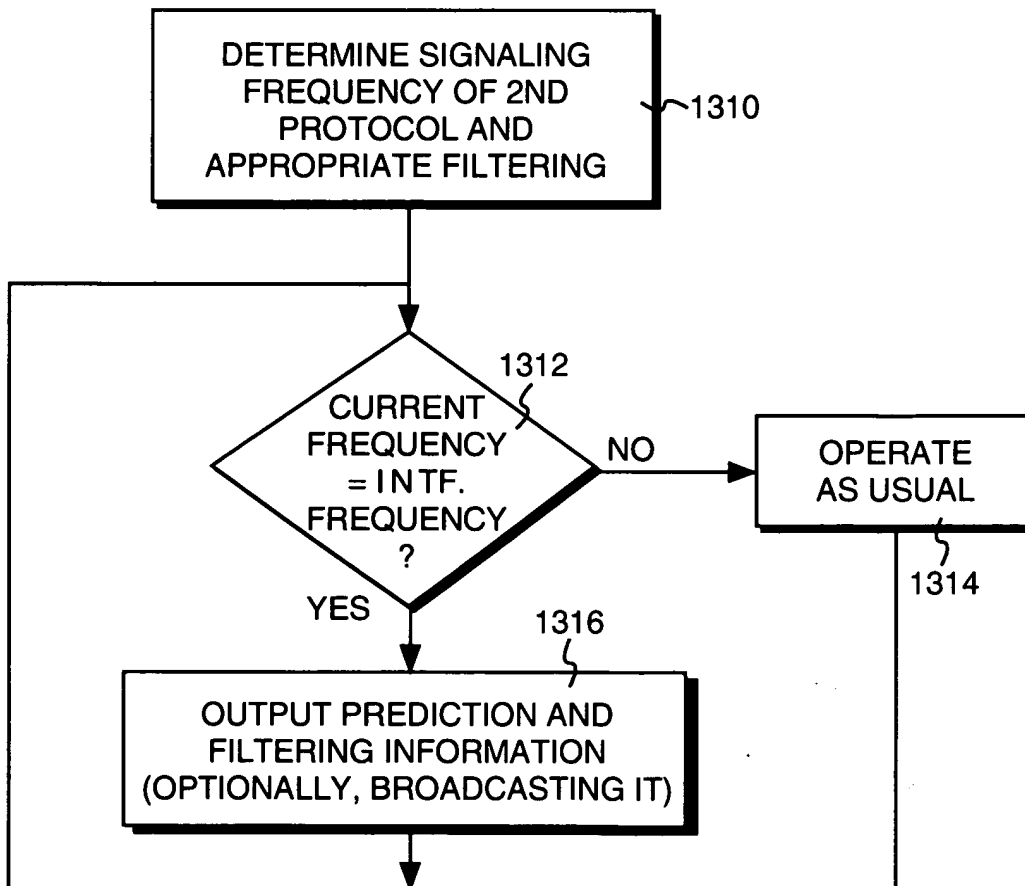 DETERMINE SIGNALING
FREQUENCY OF 2ND
PROTOCOL AND
APPROPRIATE FILTERING
1310
1312
CURRENT
FREQUENCY
= INTF.
FREQUENCY
?
NO
OPERATE
AS USUAL
1314
YES
1316
OUTPUT PREDICTION AND
FILTERING INFORMATION
(OPTIONALLY, BROADCASTING IT)